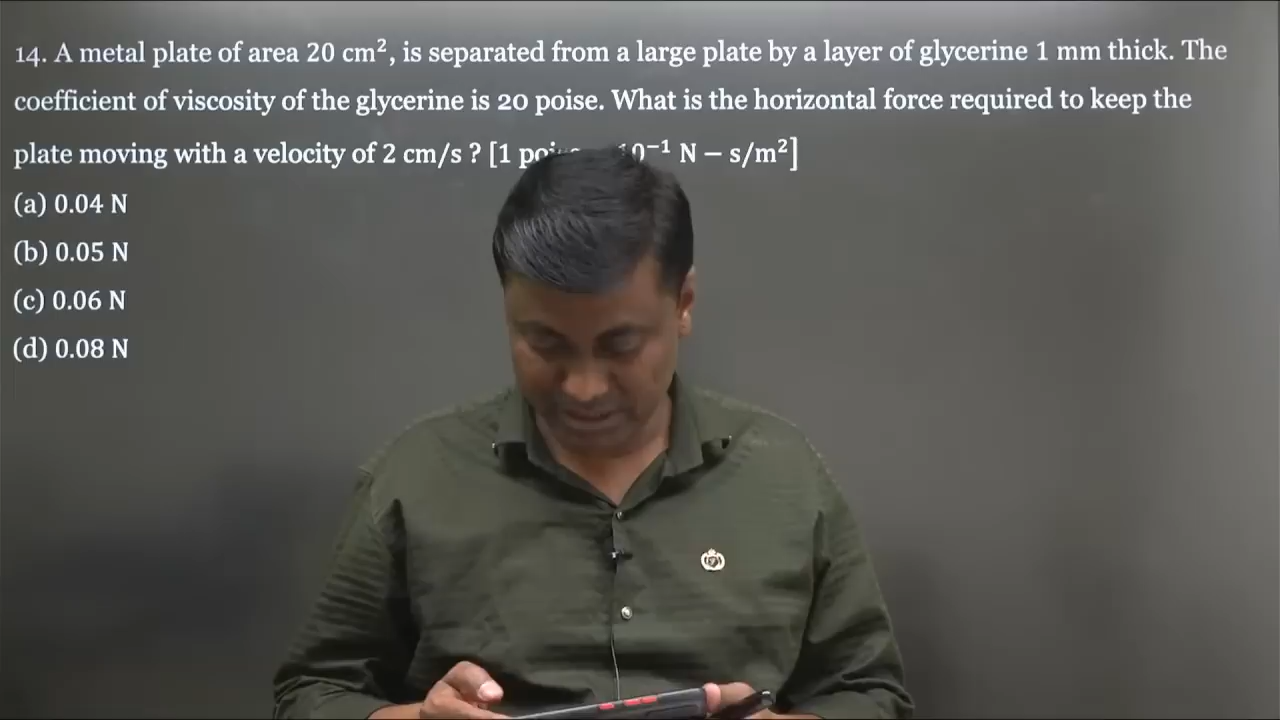 14. A metal plate of area 20 cm², is separated from a large plate by a layer of glycerine 1 mm thick. The
coefficient of viscosity of the glycerine is 20 poise. What is the horizontal force required to keep the
plate moving with a velocity of 2 cm/s ? [1 0⁻¹ N – s/m²]
(a) 0.04 N
(b) 0.05 N
(c) 0.06 N
(d) 0.08 N